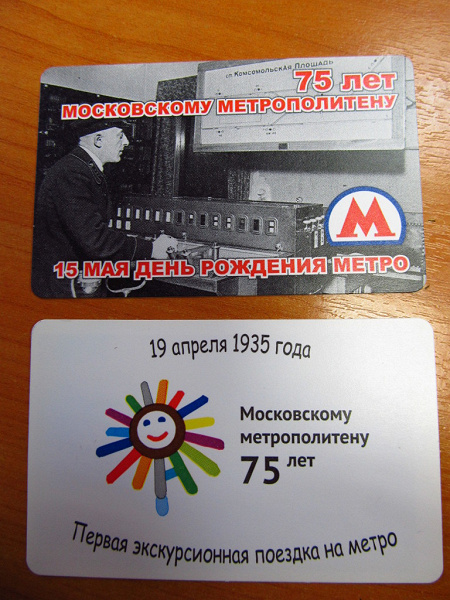 ст Комсомольская Площадь
75 лет
МОСКОВСКОМУ МЕТРОПОЛИТЕНУ
М
15 МАЯ ДЕНЬ РОЖДЕНИЯ МЕТРО
19 апреля 1935 года
Московскому
метрополитену
75 лет
Первая экскурсионная поездка на метро